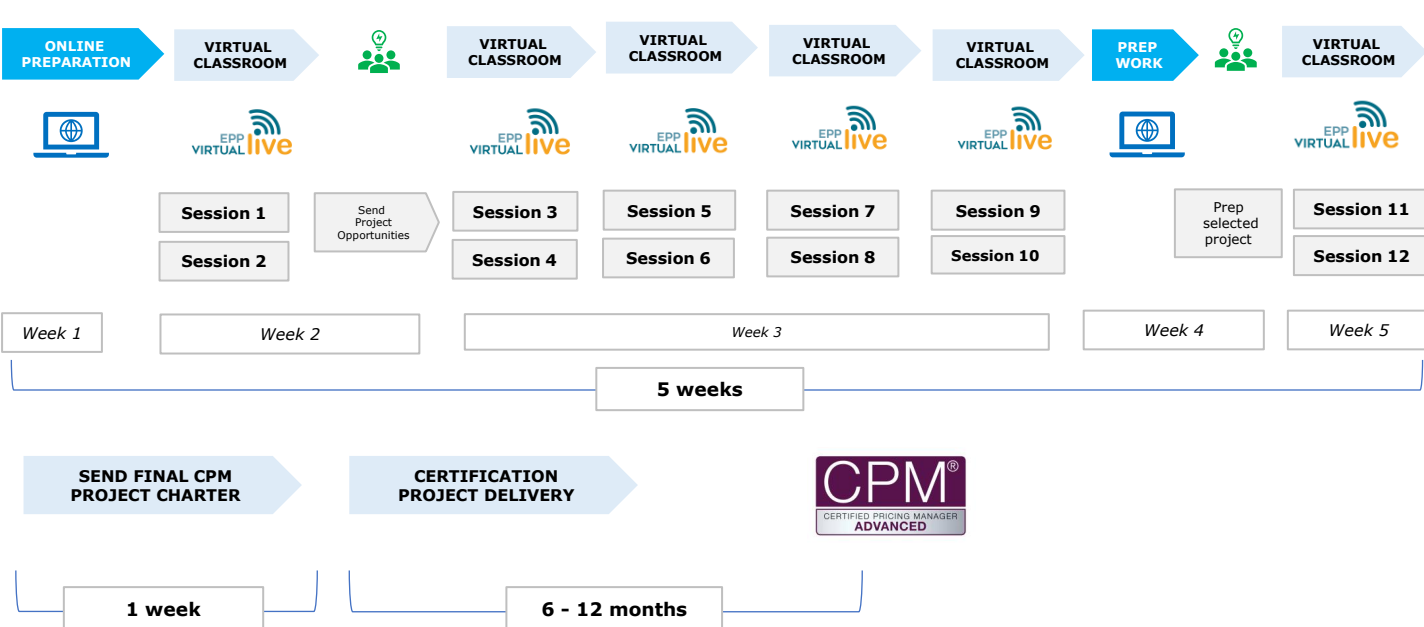 ONLINE
PREPARATION
VIRTUAL
CLASSROOM
VIRTUAL
CLASSROOM
VIRTUAL
CLASSROOM
VIRTUAL
CLASSROOM
VIRTUAL
CLASSROOM
PREP
WORK
VIRTUAL
CLASSROOM
EPP
VIRTUAL live
EPP
VIRTUAL live
EPP
VIRTUAL live
EPP
VIRTUAL live
EPP
VIRTUAL live
EPP
VIRTUAL live
Session 1
Session 2
Send
Project
Opportunities
Session 3
Session 4
Session 5
Session 6
Session 7
Session 8
Session 9
Session 10
Prep
selected
project
Session 11
Session 12
Week 1
Week 2
Week 3
Week 4
Week 5
5 weeks
SEND FINAL CPM
PROJECT CHARTER
CERTIFICATION
PROJECT DELIVERY
CPM®
CERTIFIED PRICING MANAGER
ADVANCED
1 week
6 - 12 months